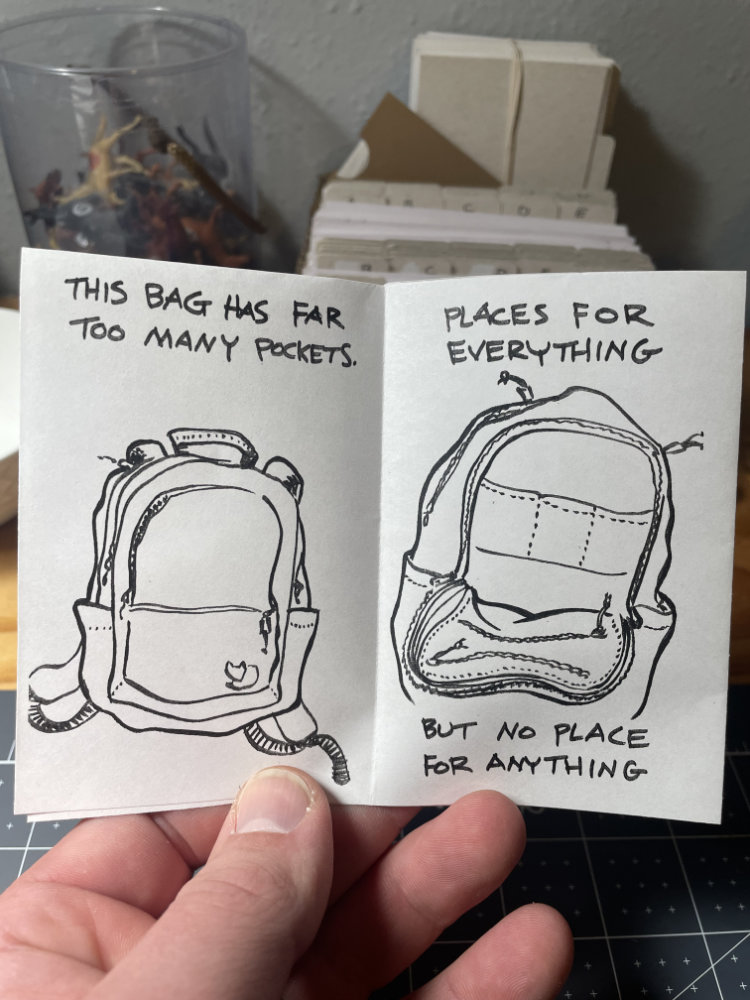 THIS BAG HAS FAR
TOO MANY POCKETS.
PLACES FOR
EVERYTHING
BUT NO PLACE
FOR ANYTHING
C D E